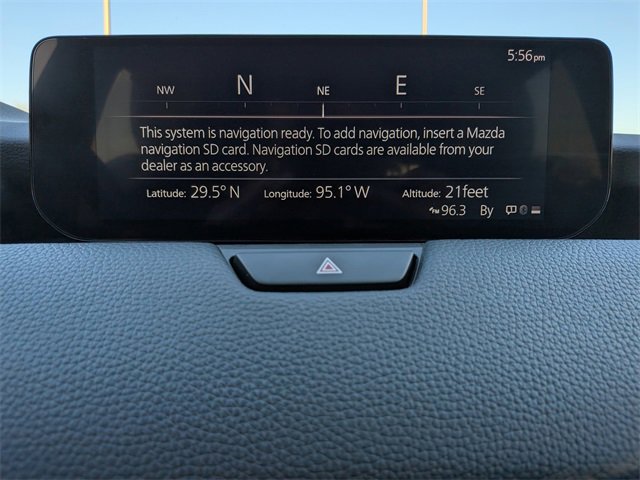 5:56pm
NW N NE E SE
This system is navigation ready. To add navigation, insert a Mazda
navigation SD card. Navigation SD cards are available from your
dealer as an accessory.
Latitude: 29.5° N Longitude: 95.1° W Altitude: 21feet
FM 96.3 By